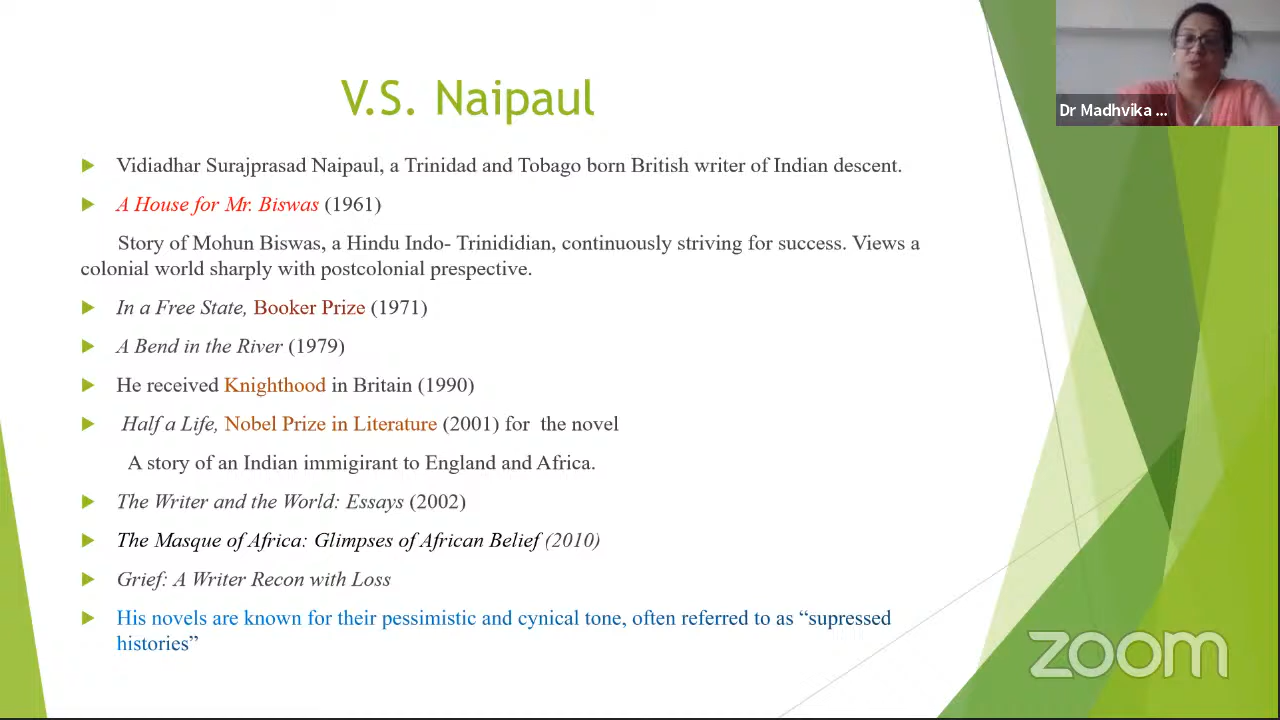 V.S. Naipaul
Vidiadhar Surajprasad Naipaul, a Trinidad and Tobago born British writer of Indian descent.
A House for Mr. Biswas (1961)
Story of Mohun Biswas, a Hindu Indo- Trinididian, continuously striving for success. Views a
colonial world sharply with postcolonial prespective.
In a Free State, Booker Prize (1971)
A Bend in the River (1979)
He received Knighthood in Britain (1990)
Half a Life, Nobel Prize in Literature (2001) for the novel
A story of an Indian immigirant to England and Africa.
The Writer and the World: Essays (2002)
The Masque of Africa: Glimpses of African Belief (2010)
Grief: A Writer Recon with Loss
His novels are known for their pessimistic and cynical tone, often referred to as “supressed
histories”
Dr Madhvika ...
zoom